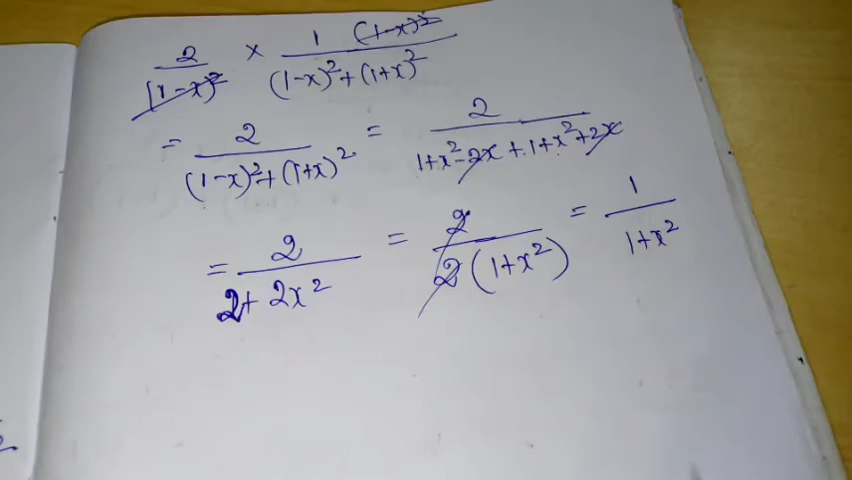 2/(1-x)² × 1 (1-x)²/(1-x)²+(1+x)²
= 2/(1-x)²+(1+x)² = 2/1+x²-2x+1+x²+2x
= 2/2+2x² = 2/2(1+x²) = 1/1+x²